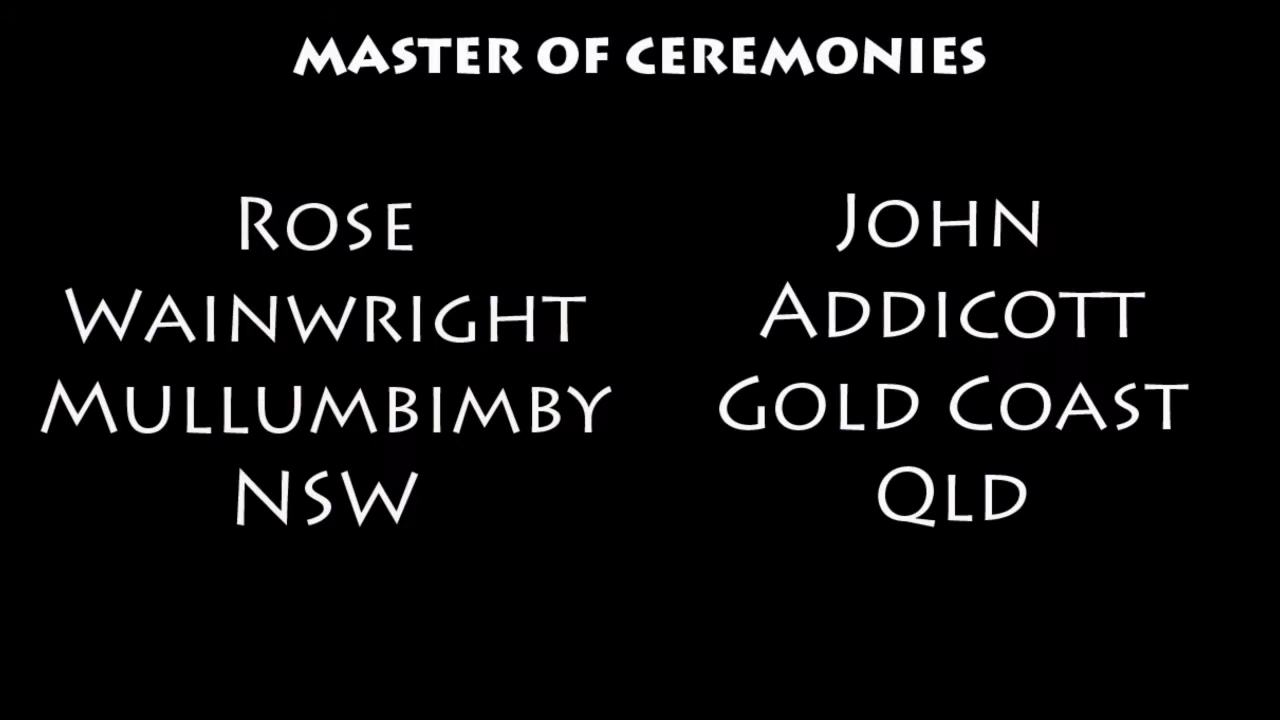 MASTER OF CEREMONIES
ROSE
WAINWRIGHT
MULLUMBIMBY
NSW
JOHN
ADDICOTT
GOLD COAST
QLD